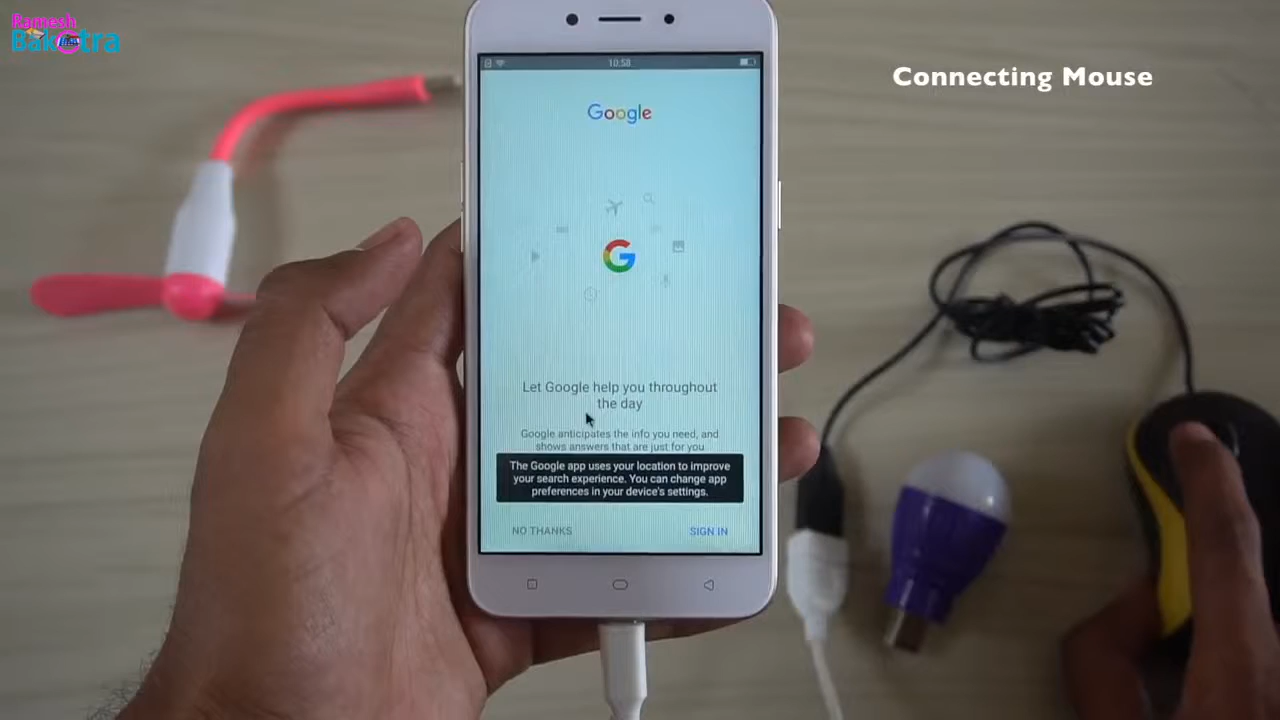 Ramesh
Bakotra
Connecting Mouse
10:58
Google
G
Let Google help you throughout
the day
Google anticipates the info you need, and
shows answers that are just for you
The Google app uses your location to improve
your search experience. You can change app
preferences in your device's settings.
NO THANKS
SIGN IN